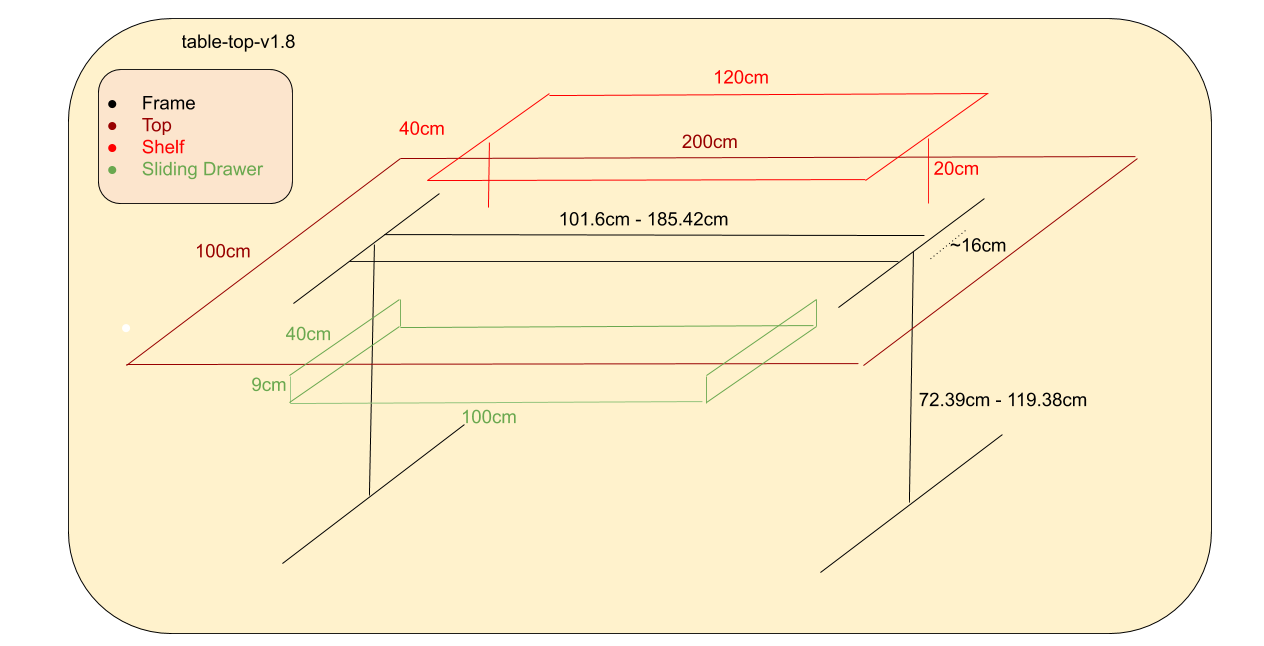 table-top-v1.8
● Frame
● Top
● Shelf
● Sliding Drawer
120cm
40cm
200cm
20cm
101.6cm - 185.42cm
~16cm
100cm
40cm
9cm
72.39cm - 119.38cm
100cm